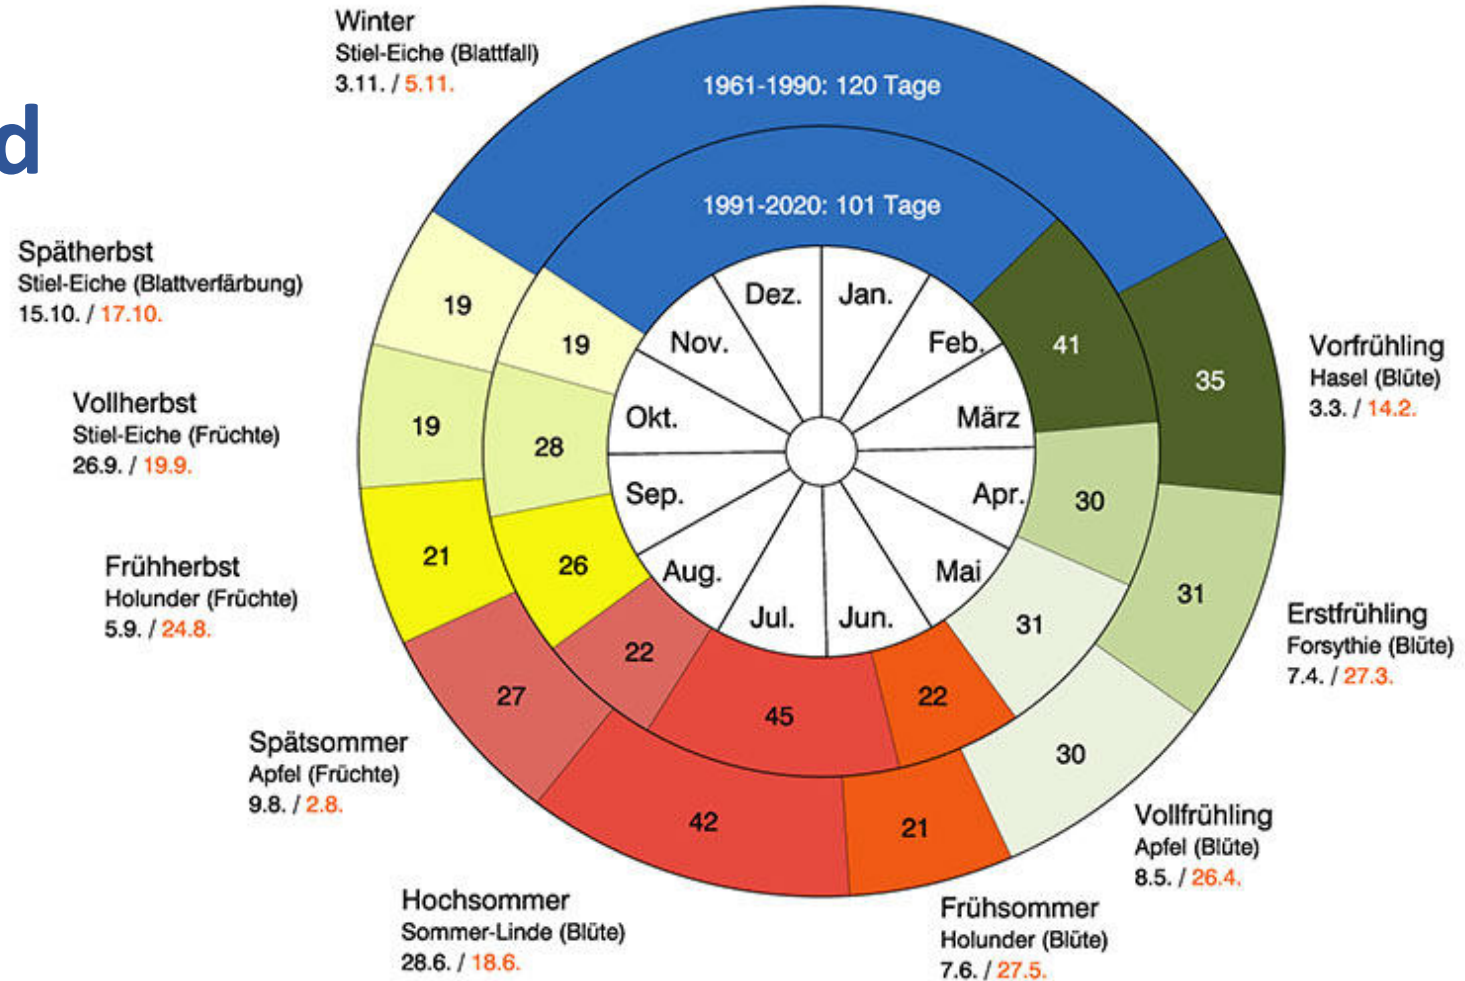 d
Winter
Stiel-Eiche (Blattfall)
3.11. / 5.11.
1961-1990: 120 Tage
1991-2020: 101 Tage
Spätherbst
Stiel-Eiche (Blattverfärbung)
15.10. / 17.10.
Vollherbst
Stiel-Eiche (Früchte)
26.9. / 19.9.
Frühherbst
Holunder (Früchte)
5.9. / 24.8.
Spätsommer
Apfel (Früchte)
9.8. / 2.8.
Hochsommer
Sommer-Linde (Blüte)
28.6. / 18.6.
Frühsommer
Holunder (Blüte)
7.6. / 27.5.
Vollfrühling
Apfel (Blüte)
8.5. / 26.4.
Erstfrühling
Forsythie (Blüte)
7.4. / 27.3.
Vorfrühling
Hasel (Blüte)
3.3. / 14.2.
35
31
30
21
42
27
21
19
19
41
30
31
22
45
22
26
28
19
Jan.
Feb.
März
Apr.
Mai
Jun.
Jul.
Aug.
Sep.
Okt.
Nov.
Dez.